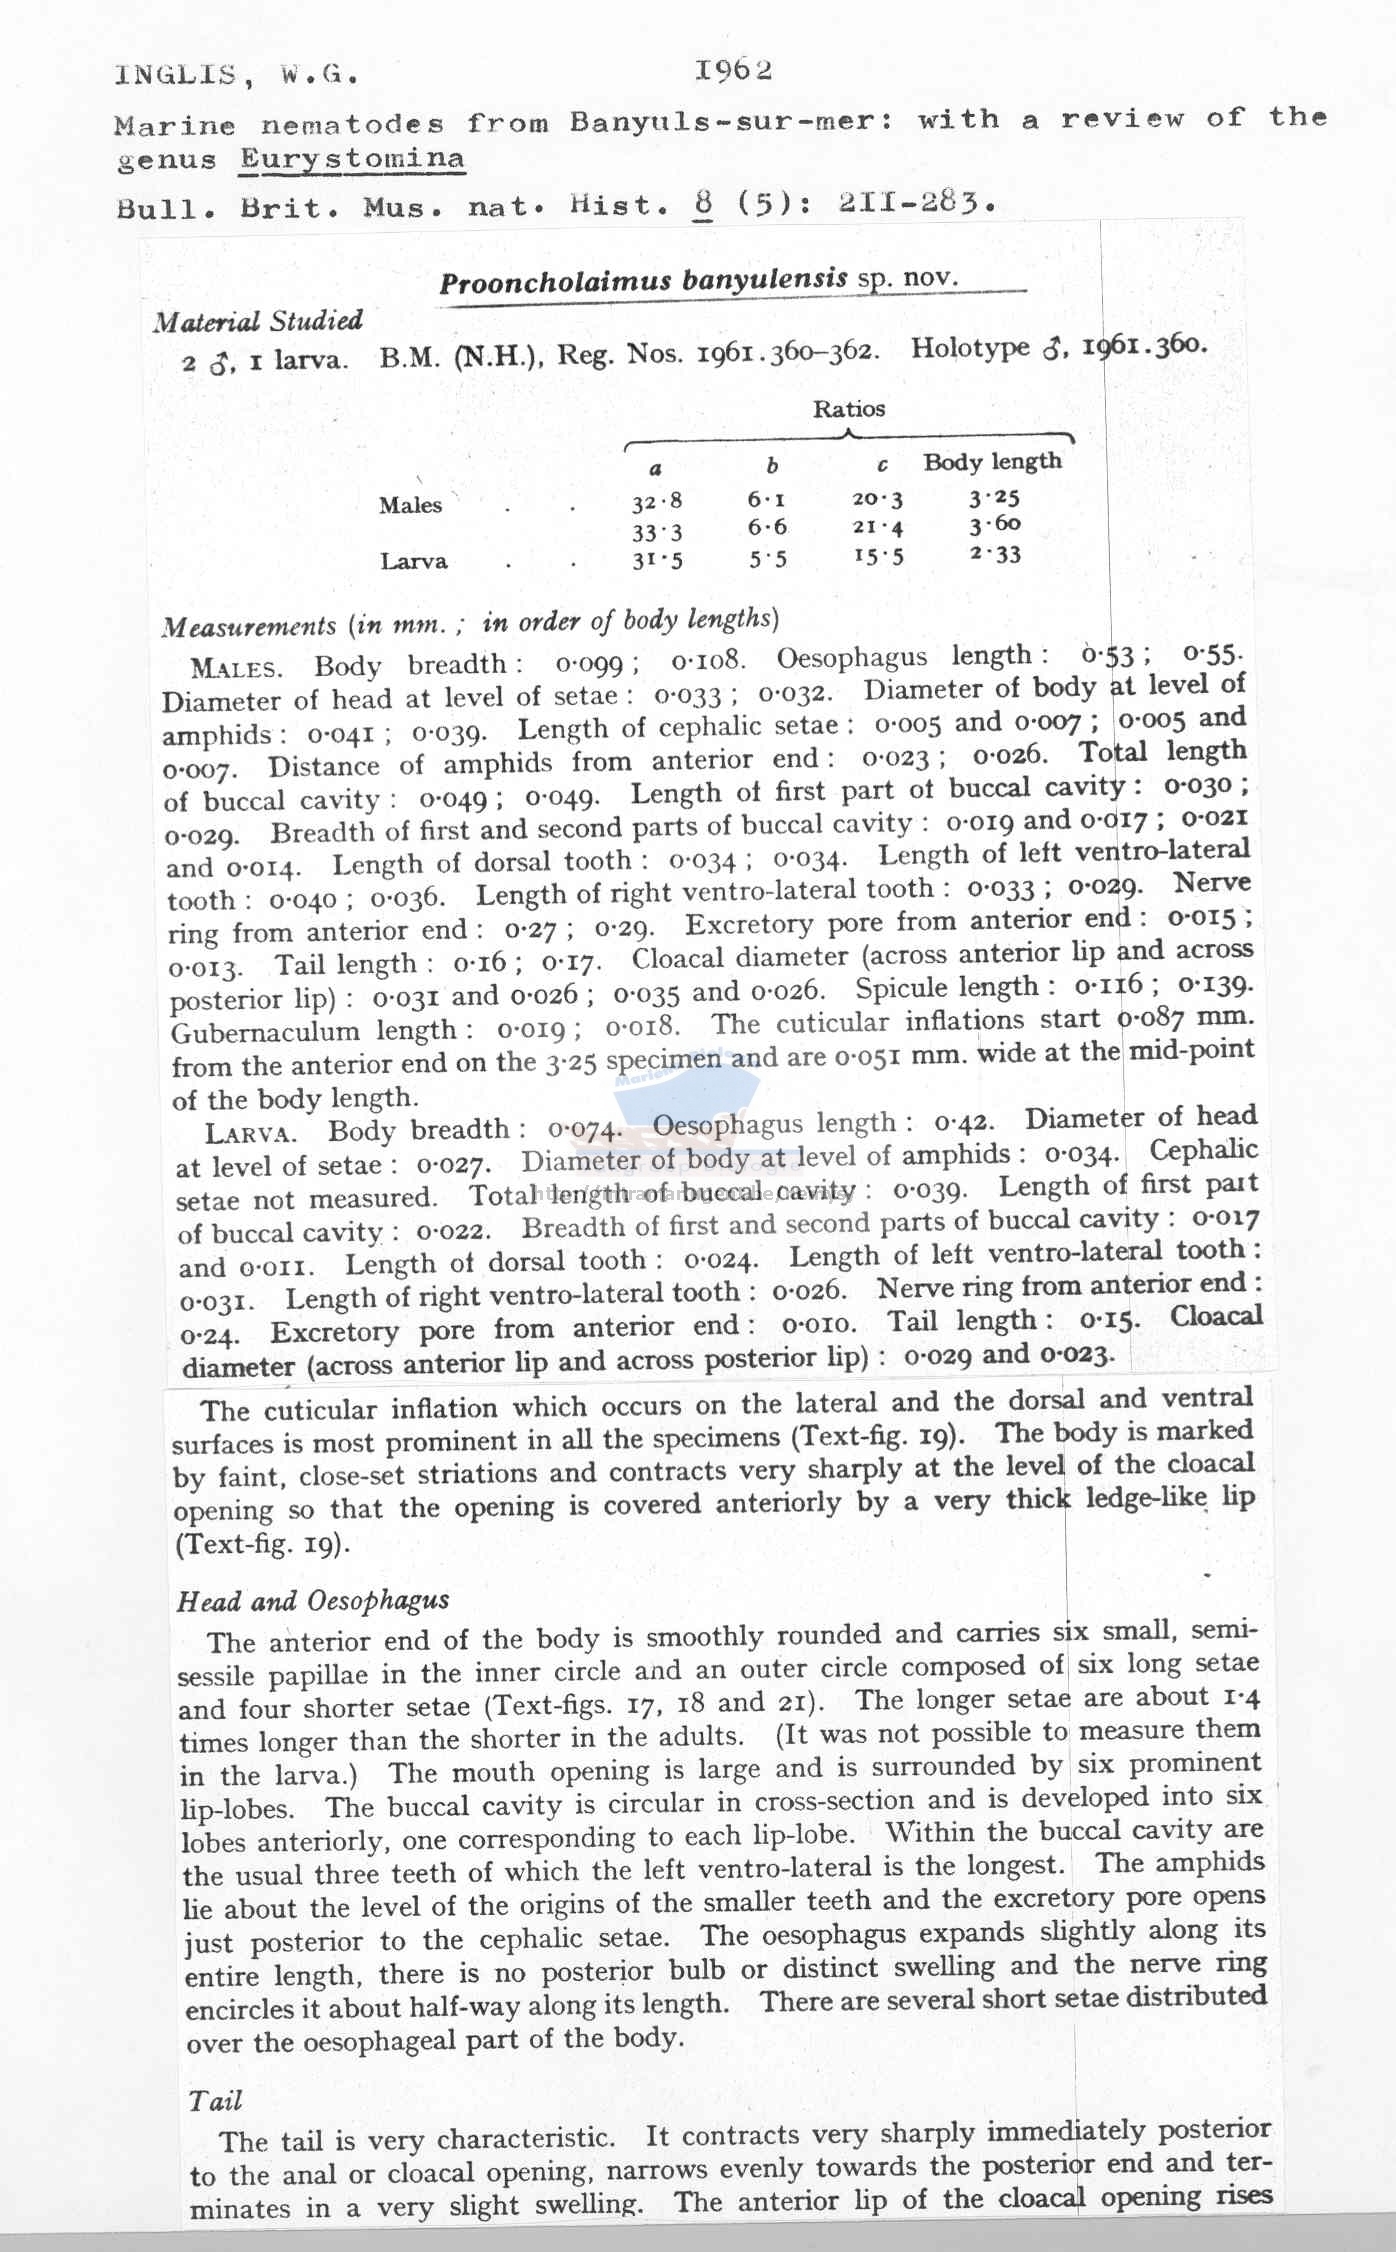 INGLIS, W.G. 1962
Marine nematodes from Banyuls-sur-mer: with a review of the
genus Eurystomina
Bull. Brit. Mus. nat. Hist. 8 (5): 2II-283.
Prooncholaimus banyulensis sp. nov.
Material Studied
2 ♂, 1 larva. B.M. (N.H.), Reg. Nos. 1961.360–362. Holotype ♂, 1961.360.
Ratios
a b c Body length
Males . . 32·8 6·1 20·3 3·25
33·3 6·6 21·4 3·60
Larva . . 31·5 5·5 15·5 2·33
Measurements (in mm. ; in order of body lengths)
MALES. Body breadth : 0·099 ; 0·108. Oesophagus length : 0·53 ; 0·55.
Diameter of head at level of setae : 0·033 ; 0·032. Diameter of body at level of
amphids : 0·041 ; 0·039. Length of cephalic setae : 0·005 and 0·007 ; 0·005 and
0·007. Distance of amphids from anterior end : 0·023 ; 0·026. Total length
of buccal cavity : 0·049 ; 0·049. Length of first part of buccal cavity : 0·030 ;
0·029. Breadth of first and second parts of buccal cavity : 0·019 and 0·017 ; 0·021
and 0·014. Length of dorsal tooth : 0·034 ; 0·034. Length of left ventro-lateral
tooth : 0·040 ; 0·036. Length of right ventro-lateral tooth : 0·033 ; 0·029. Nerve
ring from anterior end : 0·27 ; 0·29. Excretory pore from anterior end : 0·015 ;
0·013. Tail length : 0·16 ; 0·17. Cloacal diameter (across anterior lip and across
posterior lip) : 0·031 and 0·026 ; 0·035 and 0·026. Spicule length : 0·116 ; 0·139.
Gubernaculum length : 0·019 ; 0·018. The cuticular inflations start 0·087 mm.
from the anterior end on the 3·25 specimen and are 0·051 mm. wide at the mid-point
of the body length.
LARVA. Body breadth : 0·074. Oesophagus length : 0·42. Diameter of head
at level of setae : 0·027. Diameter of body at level of amphids : 0·034. Cephalic
setae not measured. Total length of buccal cavity : 0·039. Length of first part
of buccal cavity : 0·022. Breadth of first and second parts of buccal cavity : 0·017
and 0·011. Length of dorsal tooth : 0·024. Length of left ventro-lateral tooth :
0·031. Length of right ventro-lateral tooth : 0·026. Nerve ring from anterior end :
0·24. Excretory pore from anterior end : 0·010. Tail length : 0·15. Cloacal
diameter (across anterior lip and across posterior lip) : 0·029 and 0·023.
The cuticular inflation which occurs on the lateral and the dorsal and ventral
surfaces is most prominent in all the specimens (Text-fig. 19). The body is marked
by faint, close-set striations and contracts very sharply at the level of the cloacal
opening so that the opening is covered anteriorly by a very thick ledge-like lip
(Text-fig. 19).
Head and Oesophagus
The anterior end of the body is smoothly rounded and carries six small, semi-
sessile papillae in the inner circle and an outer circle composed of six long setae
and four shorter setae (Text-figs. 17, 18 and 21). The longer setae are about 1·4
times longer than the shorter in the adults. (It was not possible to measure them
in the larva.) The mouth opening is large and is surrounded by six prominent
lip-lobes. The buccal cavity is circular in cross-section and is developed into six
lobes anteriorly, one corresponding to each lip-lobe. Within the buccal cavity are
the usual three teeth of which the left ventro-lateral is the longest. The amphids
lie about the level of the origins of the smaller teeth and the excretory pore opens
just posterior to the cephalic setae. The oesophagus expands slightly along its
entire length, there is no posterior bulb or distinct swelling and the nerve ring
encircles it about half-way along its length. There are several short setae distributed
over the oesophageal part of the body.
Tail
The tail is very characteristic. It contracts very sharply immediately posterior
to the anal or cloacal opening, narrows evenly towards the posterior end and ter-
minates in a very slight swelling. The anterior lip of the cloacal opening rises